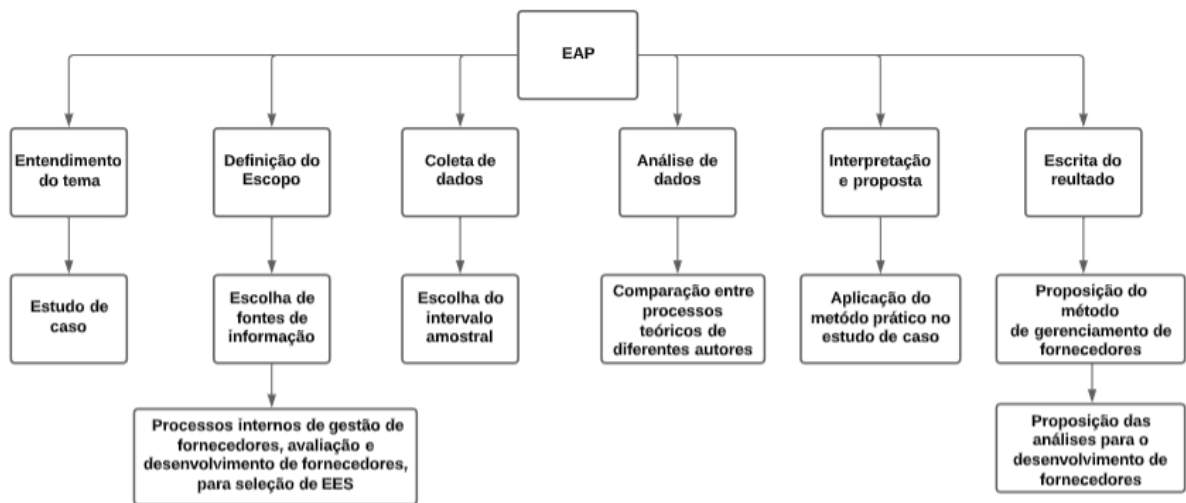 EAP
Entendimento
do tema
Definição do
Escopo
Coleta de
dados
Análise de
dados
Interpretação
e proposta
Escrita do
reultado
Estudo de
caso
Escolha de
fontes de
informação
Escolha do
intervalo
amostral
Comparação entre
processos
teóricos de
diferentes autores
Aplicação do
metódo prático no
estudo de caso
Proposição do
método
de gerenciamento de
fornecedores
Processos internos de gestão de
fornecedores, avaliação e
desenvolvimento de fornecedores,
para seleção de EES
Proposição das
análises para o
desenvolvimento de
fornecedores